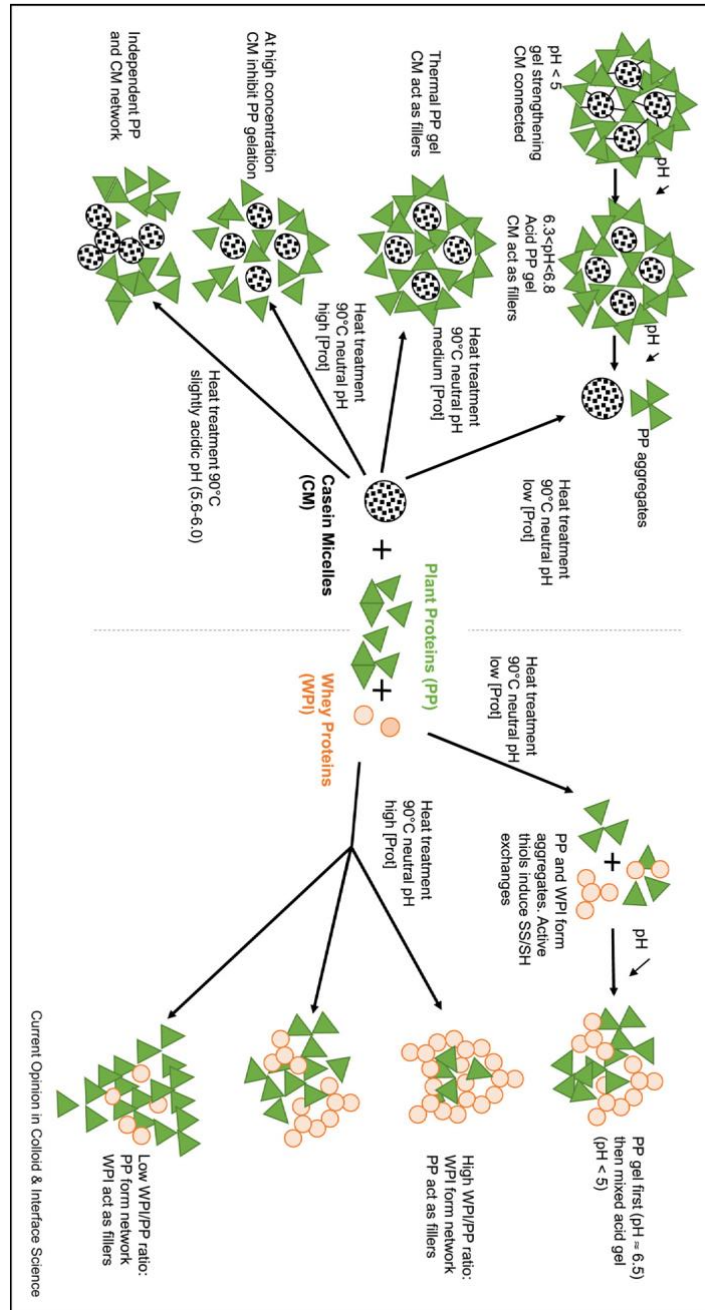 pH
pH
pH < 5
gel strengthening
CM connected
6.3<pH<6.8
Acid PP gel
CM act as fillers
PP aggregates
Heat treatment
90°C neutral pH
low [Prot]
Thermal PP gel
CM act as fillers
Heat treatment
90°C neutral pH
medium [Prot]
At high concentration
CM inhibit PP gelation
Heat treatment
90°C neutral pH
high [Prot]
Independent PP
and CM network
Heat treatment 90°C
slightly acidic pH (5.6-6.0)
Casein Micelles
(CM)
+
Plant Proteins (PP)
+
Whey Proteins
(WPI)
Heat treatment
90°C neutral pH
low [Prot]
+
PP and WPI form
aggregates. Active
thiols induce SS/SH
exchanges
pH
PP gel first (pH ≈ 6.5)
then mixed acid gel
(pH < 5)
Heat treatment
90°C neutral pH
high [Prot]
High WPI/PP ratio:
WPI form network
PP act as fillers
Low WPI/PP ratio:
PP form network
WPI act as fillers
Current Opinion in Colloid & Interface Science